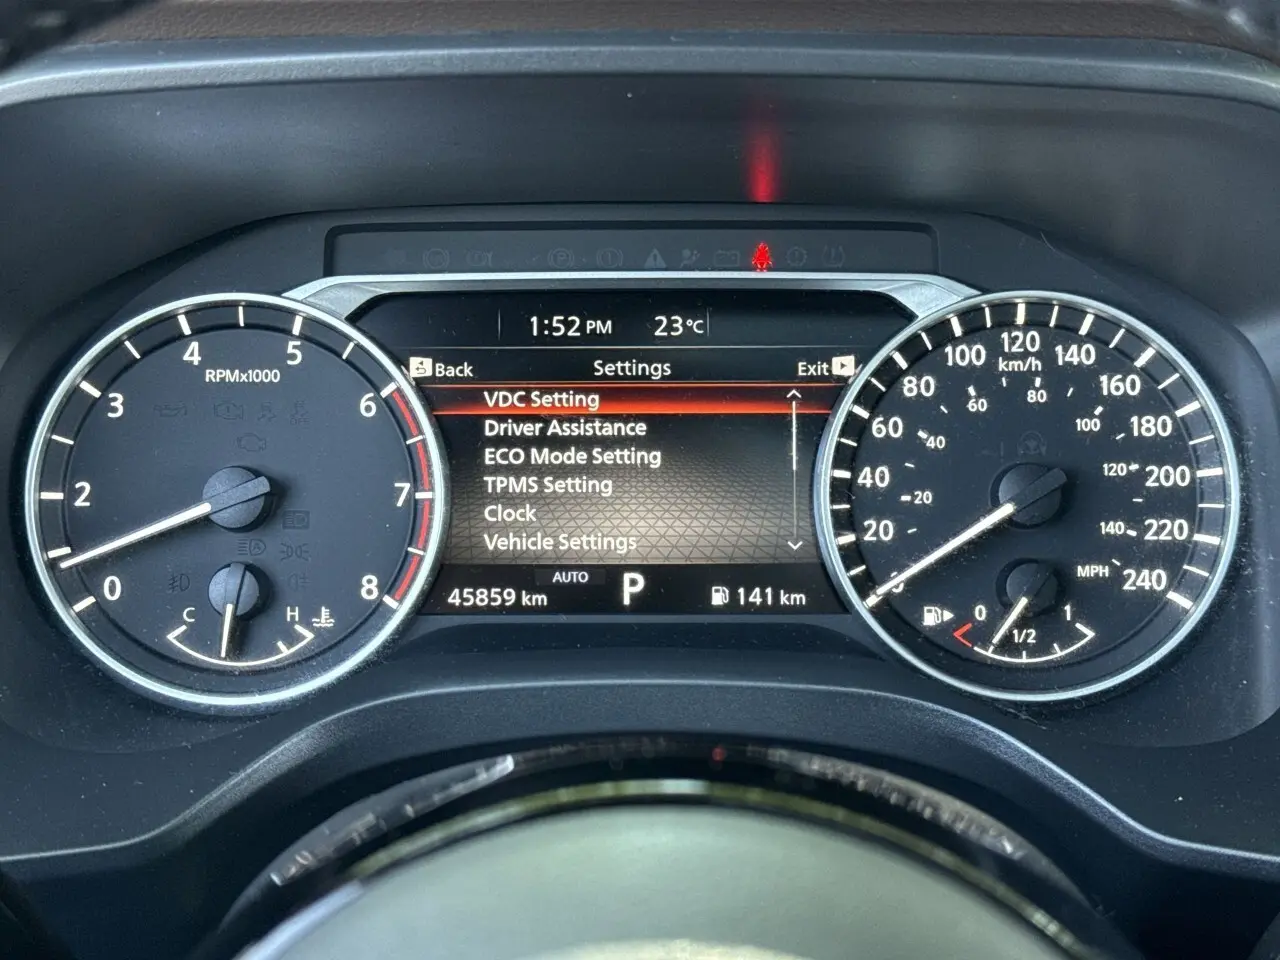 1:52 PM 23°C
Back Settings Exit
VDC Setting
Driver Assistance
ECO Mode Setting
TPMS Setting
Clock
Vehicle Settings
AUTO
45859 km P 141 km
RPMx1000
0 2 3 4 5 6 7 8
C H
km/h
20 40 60 80 100 120 140 160 180 200 220 240
20 40 60 80 100 120 140
MPH
0 1/2 1